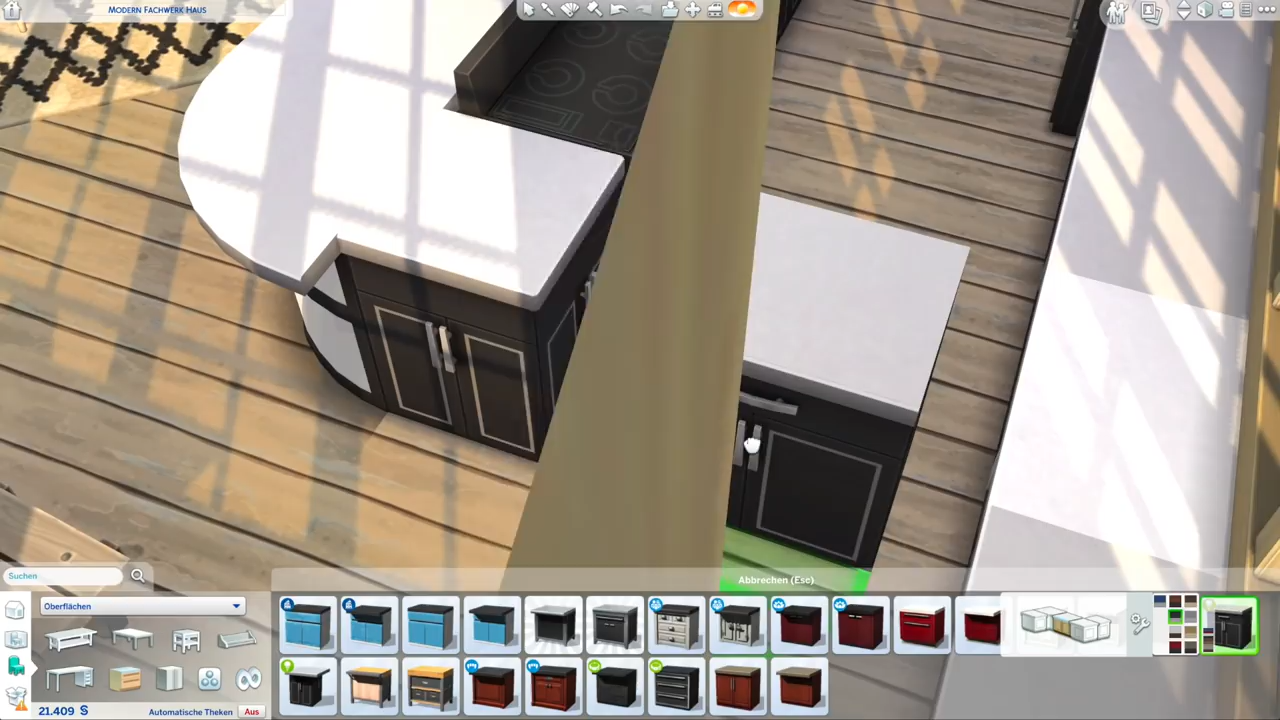 MODERN FACHWERK HAUS
Abbrechen (Esc)
Suchen
Oberflächen
21.409 $
Automatische Theken
Aus